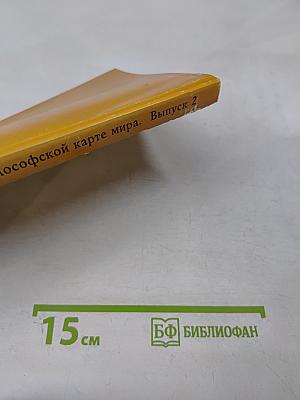 лософской карте мира. Выпуск 2
15 см
БФ БИБЛИОФАН